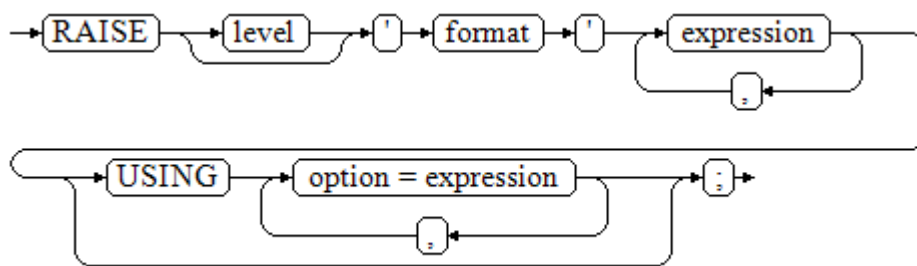 RAISE level ' format ' expression
,
USING option = expression ;
,